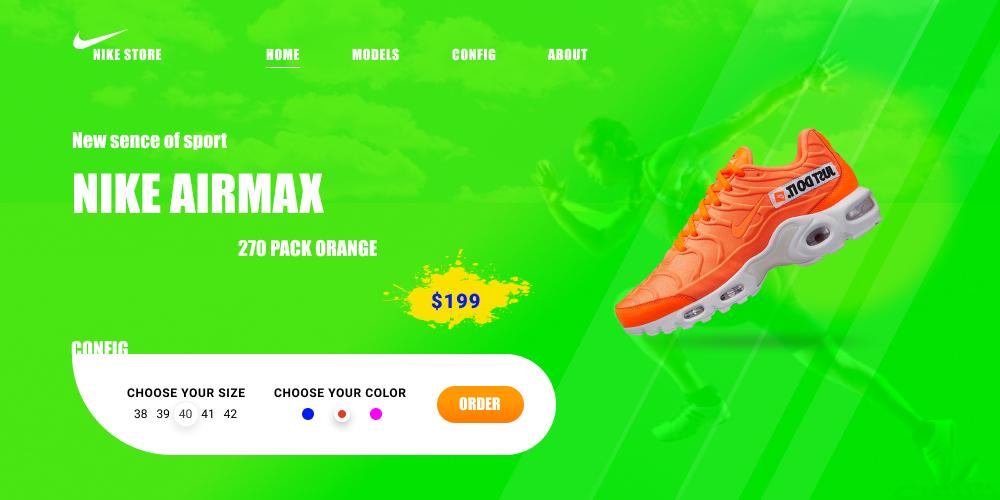 NIKE STORE
HOME MODELS CONFIG ABOUT
New sence of sport
NIKE AIRMAX
270 PACK ORANGE
$199
JUST DO IT.
CONFIG
CHOOSE YOUR SIZE
38 39 40 41 42
CHOOSE YOUR COLOR
ORDER